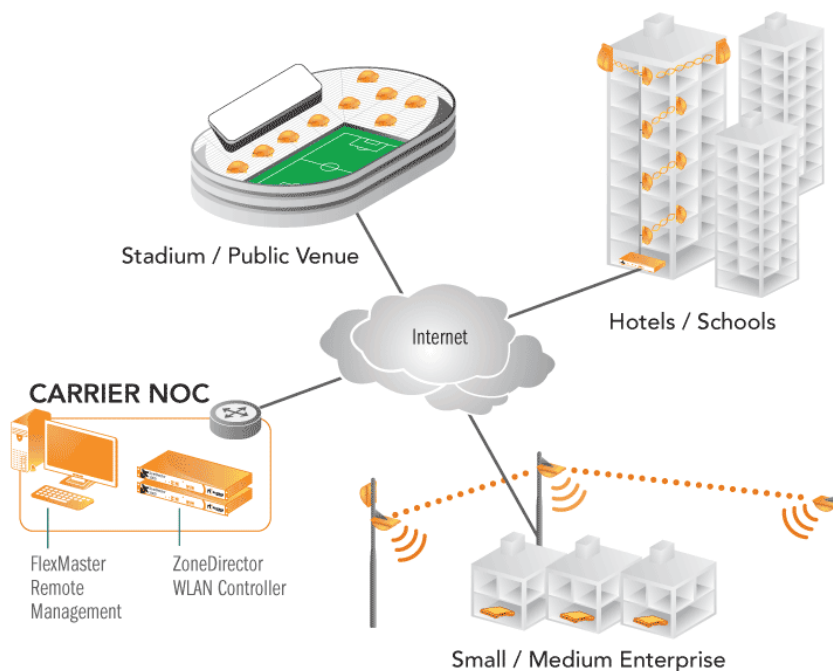 Stadium / Public Venue
Hotels / Schools
Internet
CARRIER NOC
FlexMaster
Remote
Management
ZoneDirector
WLAN Controller
Small / Medium Enterprise